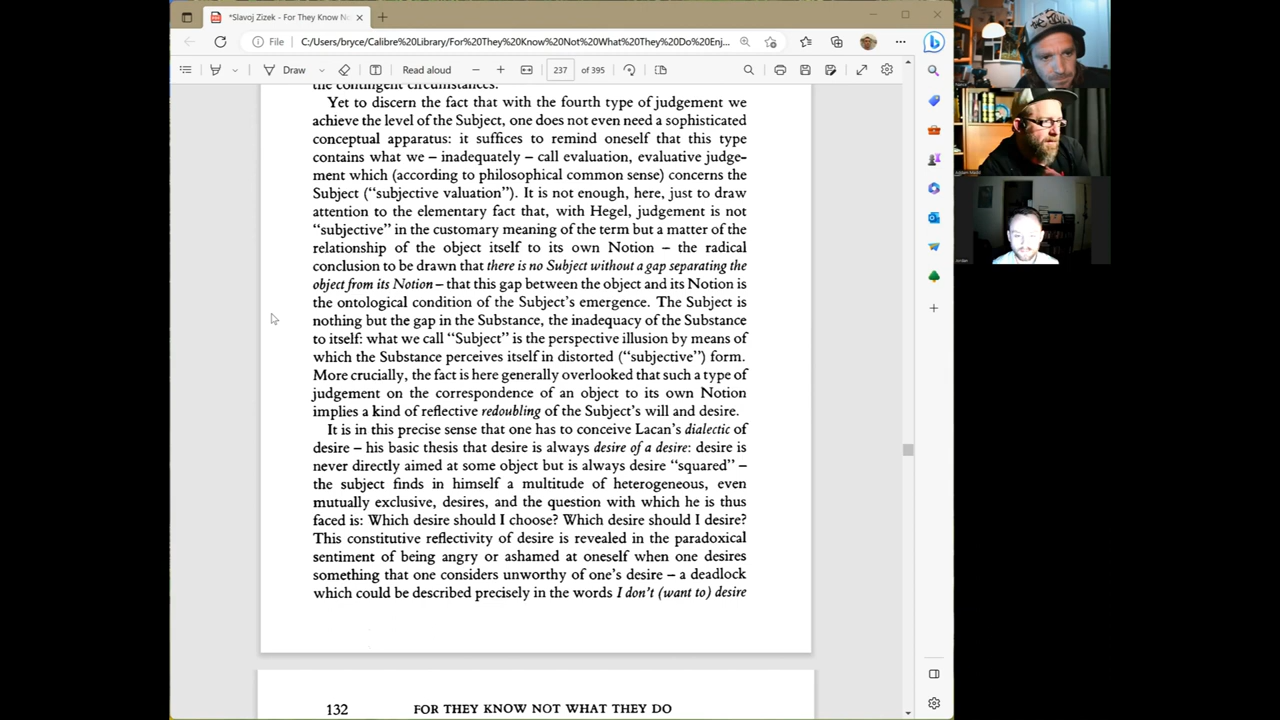 *Slavoj Zizek - For They Know No
File
C:/Users/bryce/Calibre%20Library/For%20They%20Know%20Not%20What%20They%20Do%20Enj...
Draw
Read aloud
237
of 395
the contingent circumstances.
Yet to discern the fact that with the fourth type of judgement we
achieve the level of the Subject, one does not even need a sophisticated
conceptual apparatus: it suffices to remind oneself that this type
contains what we – inadequately – call evaluation, evaluative judge-
ment which (according to philosophical common sense) concerns the
Subject (“subjective valuation”). It is not enough, here, just to draw
attention to the elementary fact that, with Hegel, judgement is not
“subjective” in the customary meaning of the term but a matter of the
relationship of the object itself to its own Notion – the radical
conclusion to be drawn that there is no Subject without a gap separating the
object from its Notion – that this gap between the object and its Notion is
the ontological condition of the Subject’s emergence. The Subject is
nothing but the gap in the Substance, the inadequacy of the Substance
to itself: what we call “Subject” is the perspective illusion by means of
which the Substance perceives itself in distorted (“subjective”) form.
More crucially, the fact is here generally overlooked that such a type of
judgement on the correspondence of an object to its own Notion
implies a kind of reflective redoubling of the Subject’s will and desire.
It is in this precise sense that one has to conceive Lacan’s dialectic of
desire – his basic thesis that desire is always desire of a desire: desire is
never directly aimed at some object but is always desire “squared” –
the subject finds in himself a multitude of heterogeneous, even
mutually exclusive, desires, and the question with which he is thus
faced is: Which desire should I choose? Which desire should I desire?
This constitutive reflectivity of desire is revealed in the paradoxical
sentiment of being angry or ashamed at oneself when one desires
something that one considers unworthy of one’s desire – a deadlock
which could be described precisely in the words I don’t (want to) desire
132
FOR THEY KNOW NOT WHAT THEY DO